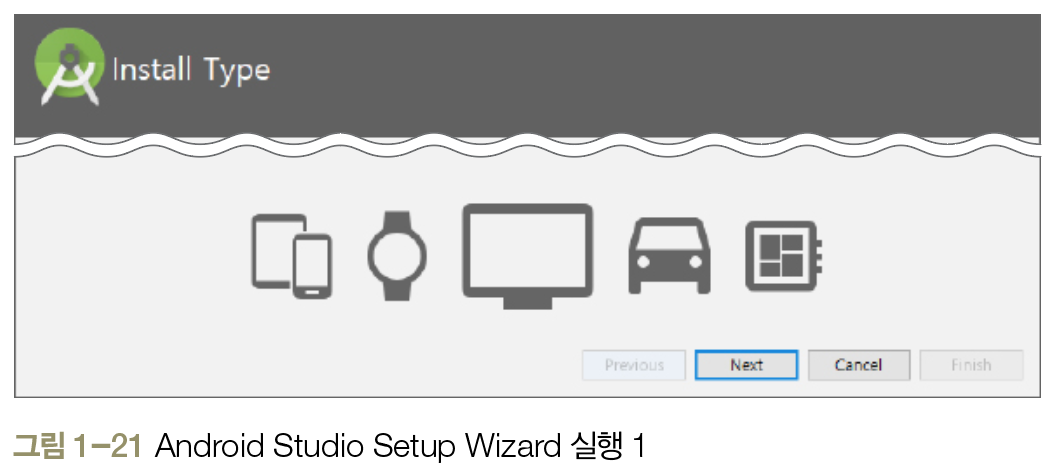 Install Type
Previous
Next
Cancel
Finish
그림 1-21 Android Studio Setup Wizard 실행 1